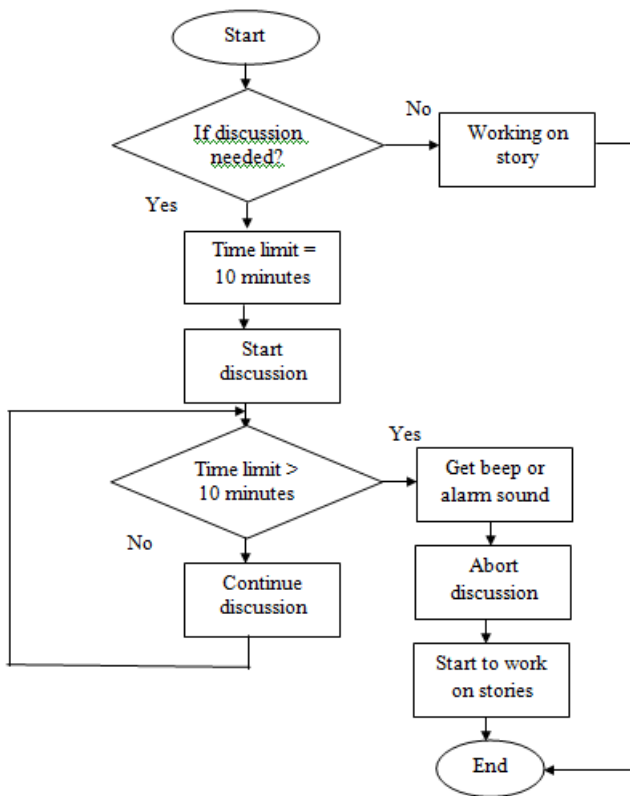 Start
If discussion
needed?
No
Working on
story
Yes
Time limit =
10 minutes
Start
discussion
Time limit >
10 minutes
Yes
Get beep or
alarm sound
No
Continue
discussion
Abort
discussion
Start to work
on stories
End